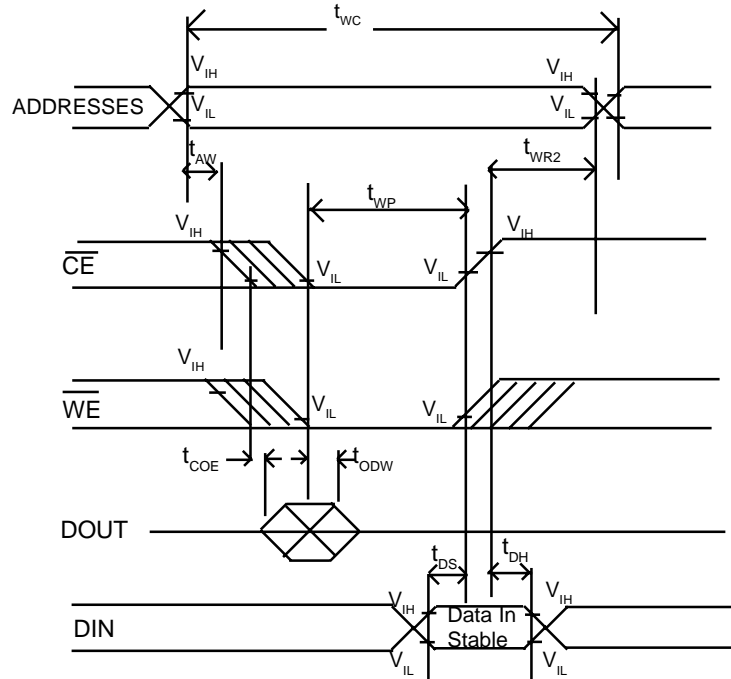 tWC
VIH
VIH
ADDRESSES
VIL
VIL
tAW
tWR2
tWP
VIH
VIH
CE
VIL
VIL
VIH
WE
VIL
VIL
tCOE
tODW
DOUT
tDS
tDH
VIH
VIH
DIN
Data In
Stable
VIL
VIL